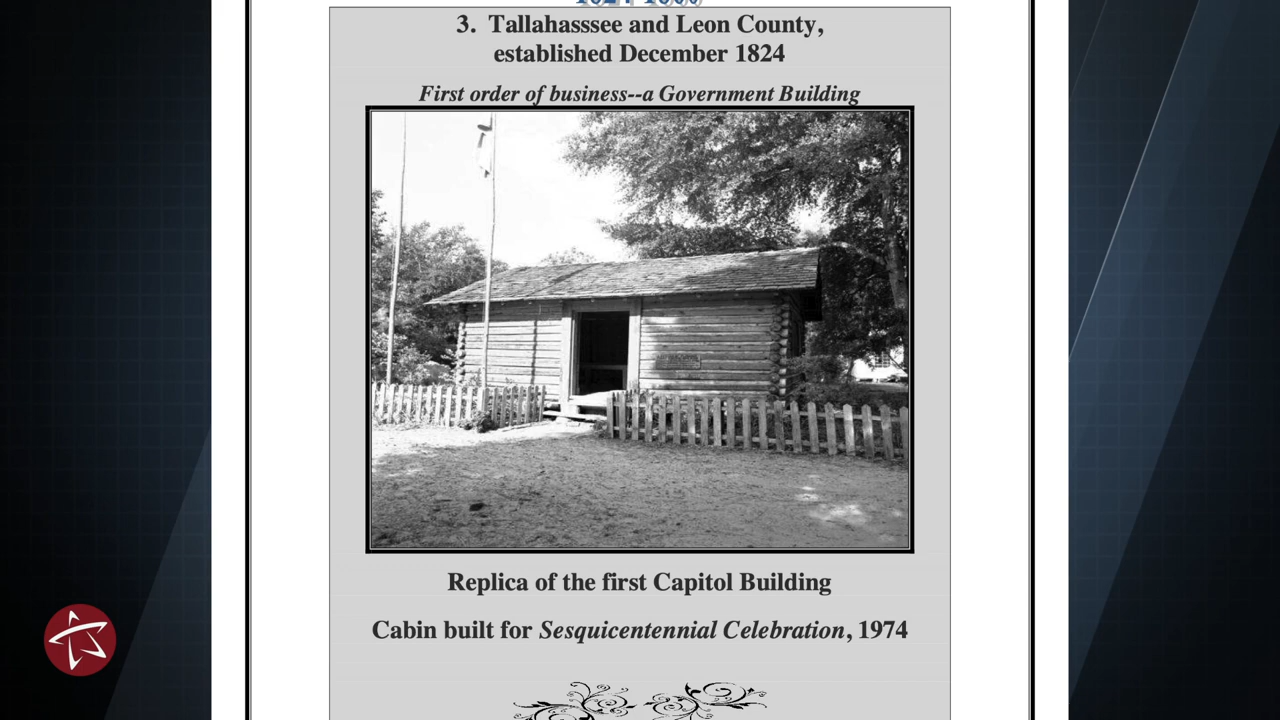 3. Tallahasssee and Leon County,
established December 1824
First order of business--a Government Building
Replica of the first Capitol Building
Cabin built for Sesquicentennial Celebration, 1974